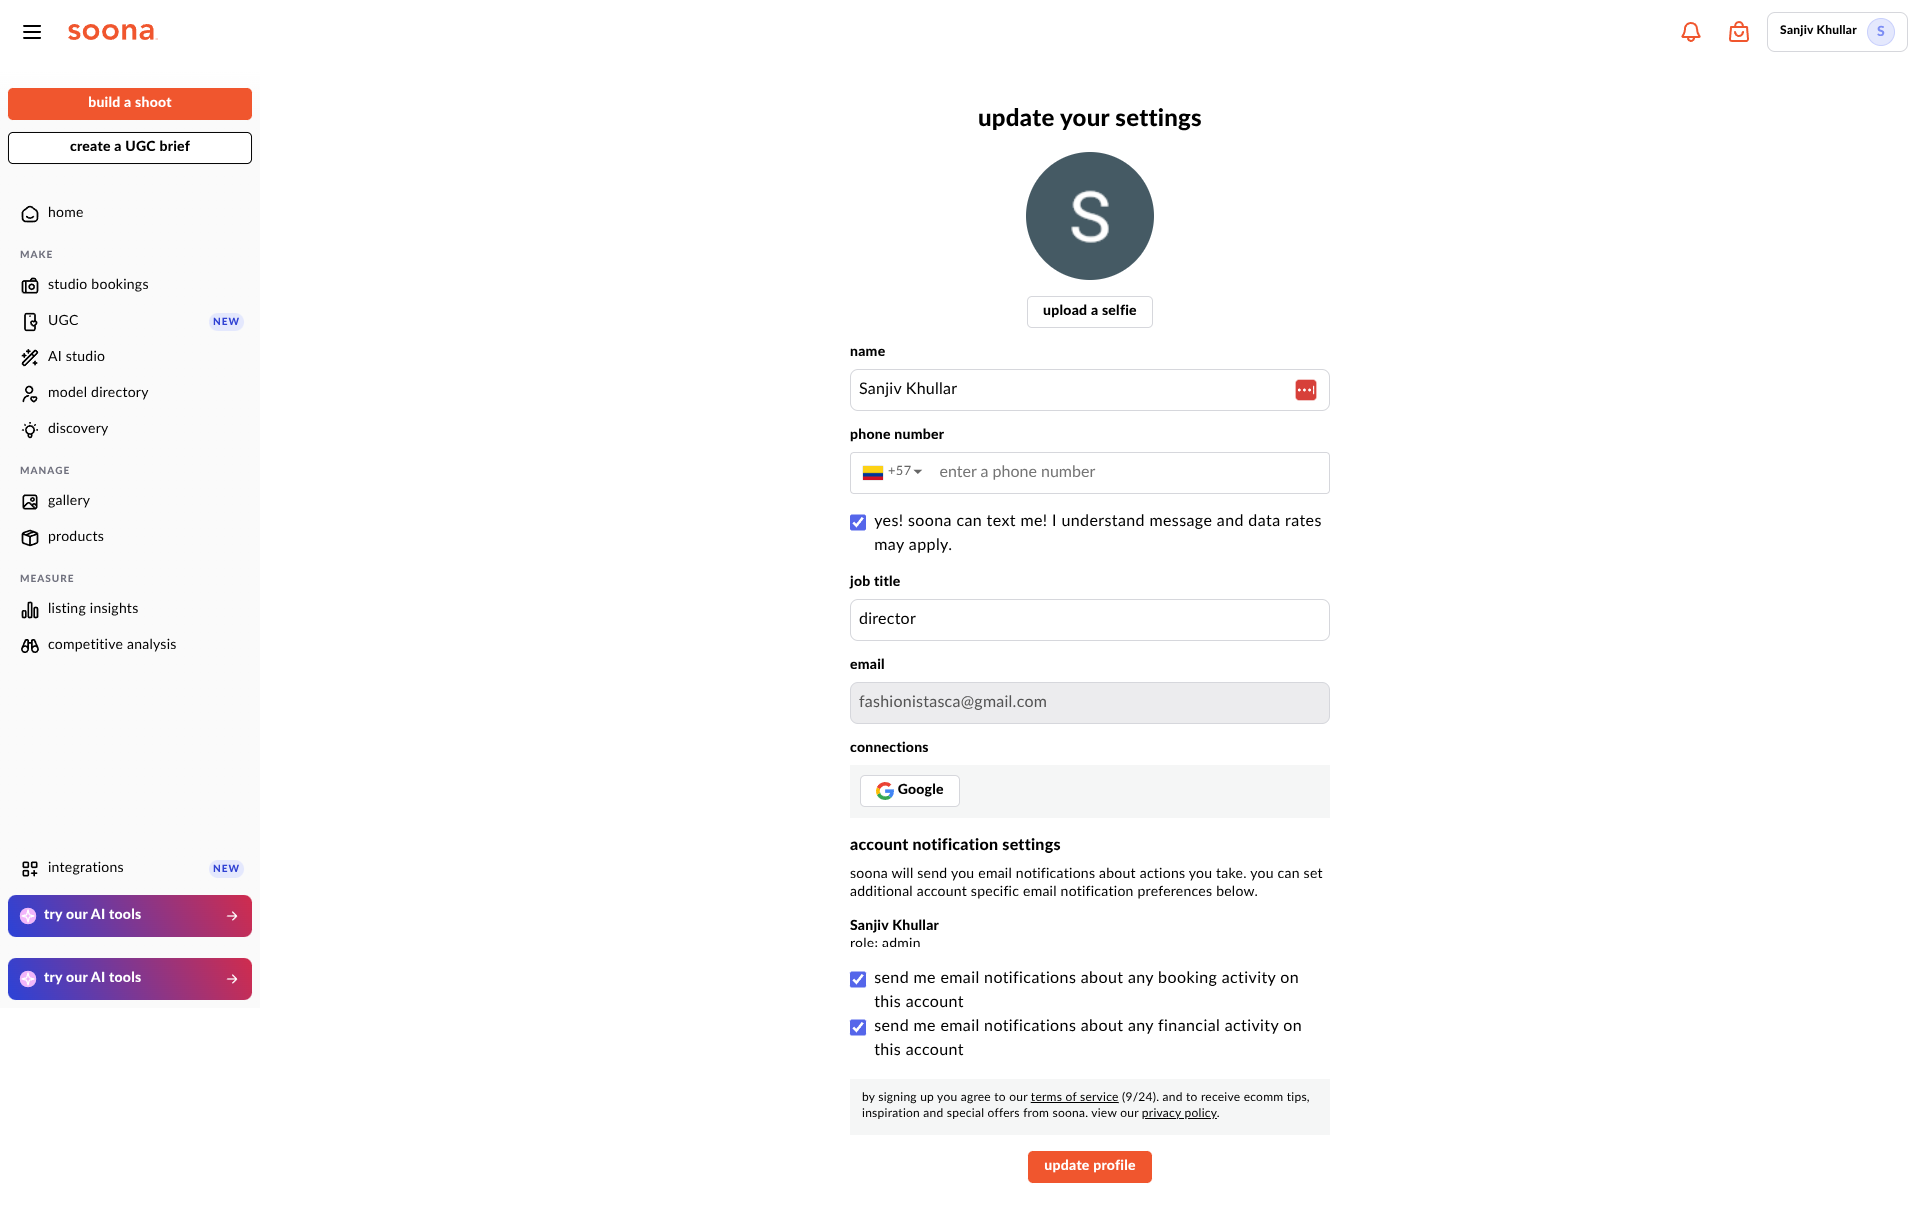 soona
Sanjiv Khullar
S
build a shoot
create a UGC brief
home
MAKE
studio bookings
UGC NEW
AI studio
model directory
discovery
MANAGE
gallery
products
MEASURE
listing insights
competitive analysis
integrations NEW
try our AI tools
try our AI tools
update your settings
S
upload a selfie
name
Sanjiv Khullar
phone number
+57 enter a phone number
yes! soona can text me! I understand message and data rates
may apply.
job title
director
email
fashionistasca@gmail.com
connections
Google
account notification settings
soona will send you email notifications about actions you take. you can set
additional account specific email notification preferences below.
Sanjiv Khullar
role: admin
send me email notifications about any booking activity on
this account
send me email notifications about any financial activity on
this account
by signing up you agree to our terms of service (9/24). and to receive ecomm tips,
inspiration and special offers from soona. view our privacy policy.
update profile